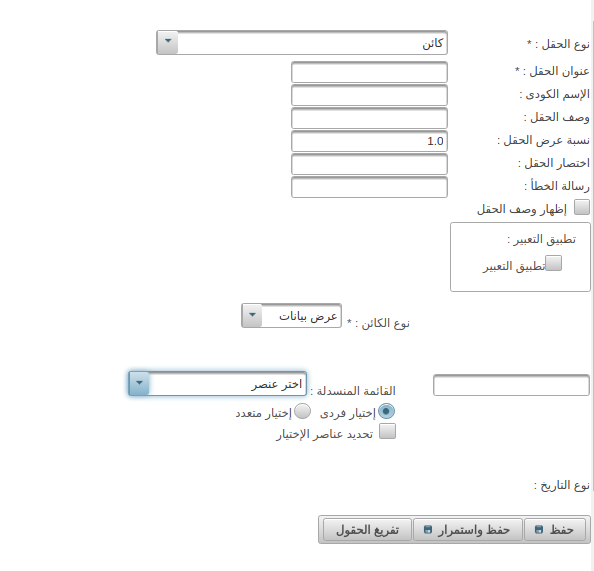 نوع الحقل : * كائن
عنوان الحقل : *
الإسم الكودى :
وصف الحقل :
نسبة عرض الحقل : 1.0
اختصار الحقل :
رسالة الخطأ :
إظهار وصف الحقل
تطبيق التعبير :
تطبيق التعبير
نوع الكائن : * عرض بيانات
القائمة المنسدلة : اختر عنصر
إختيار فردى إختيار متعدد
تحديد عناصر الإختيار
نوع التاريخ :
حفظ حفظ واستمرار تفريغ الحقول